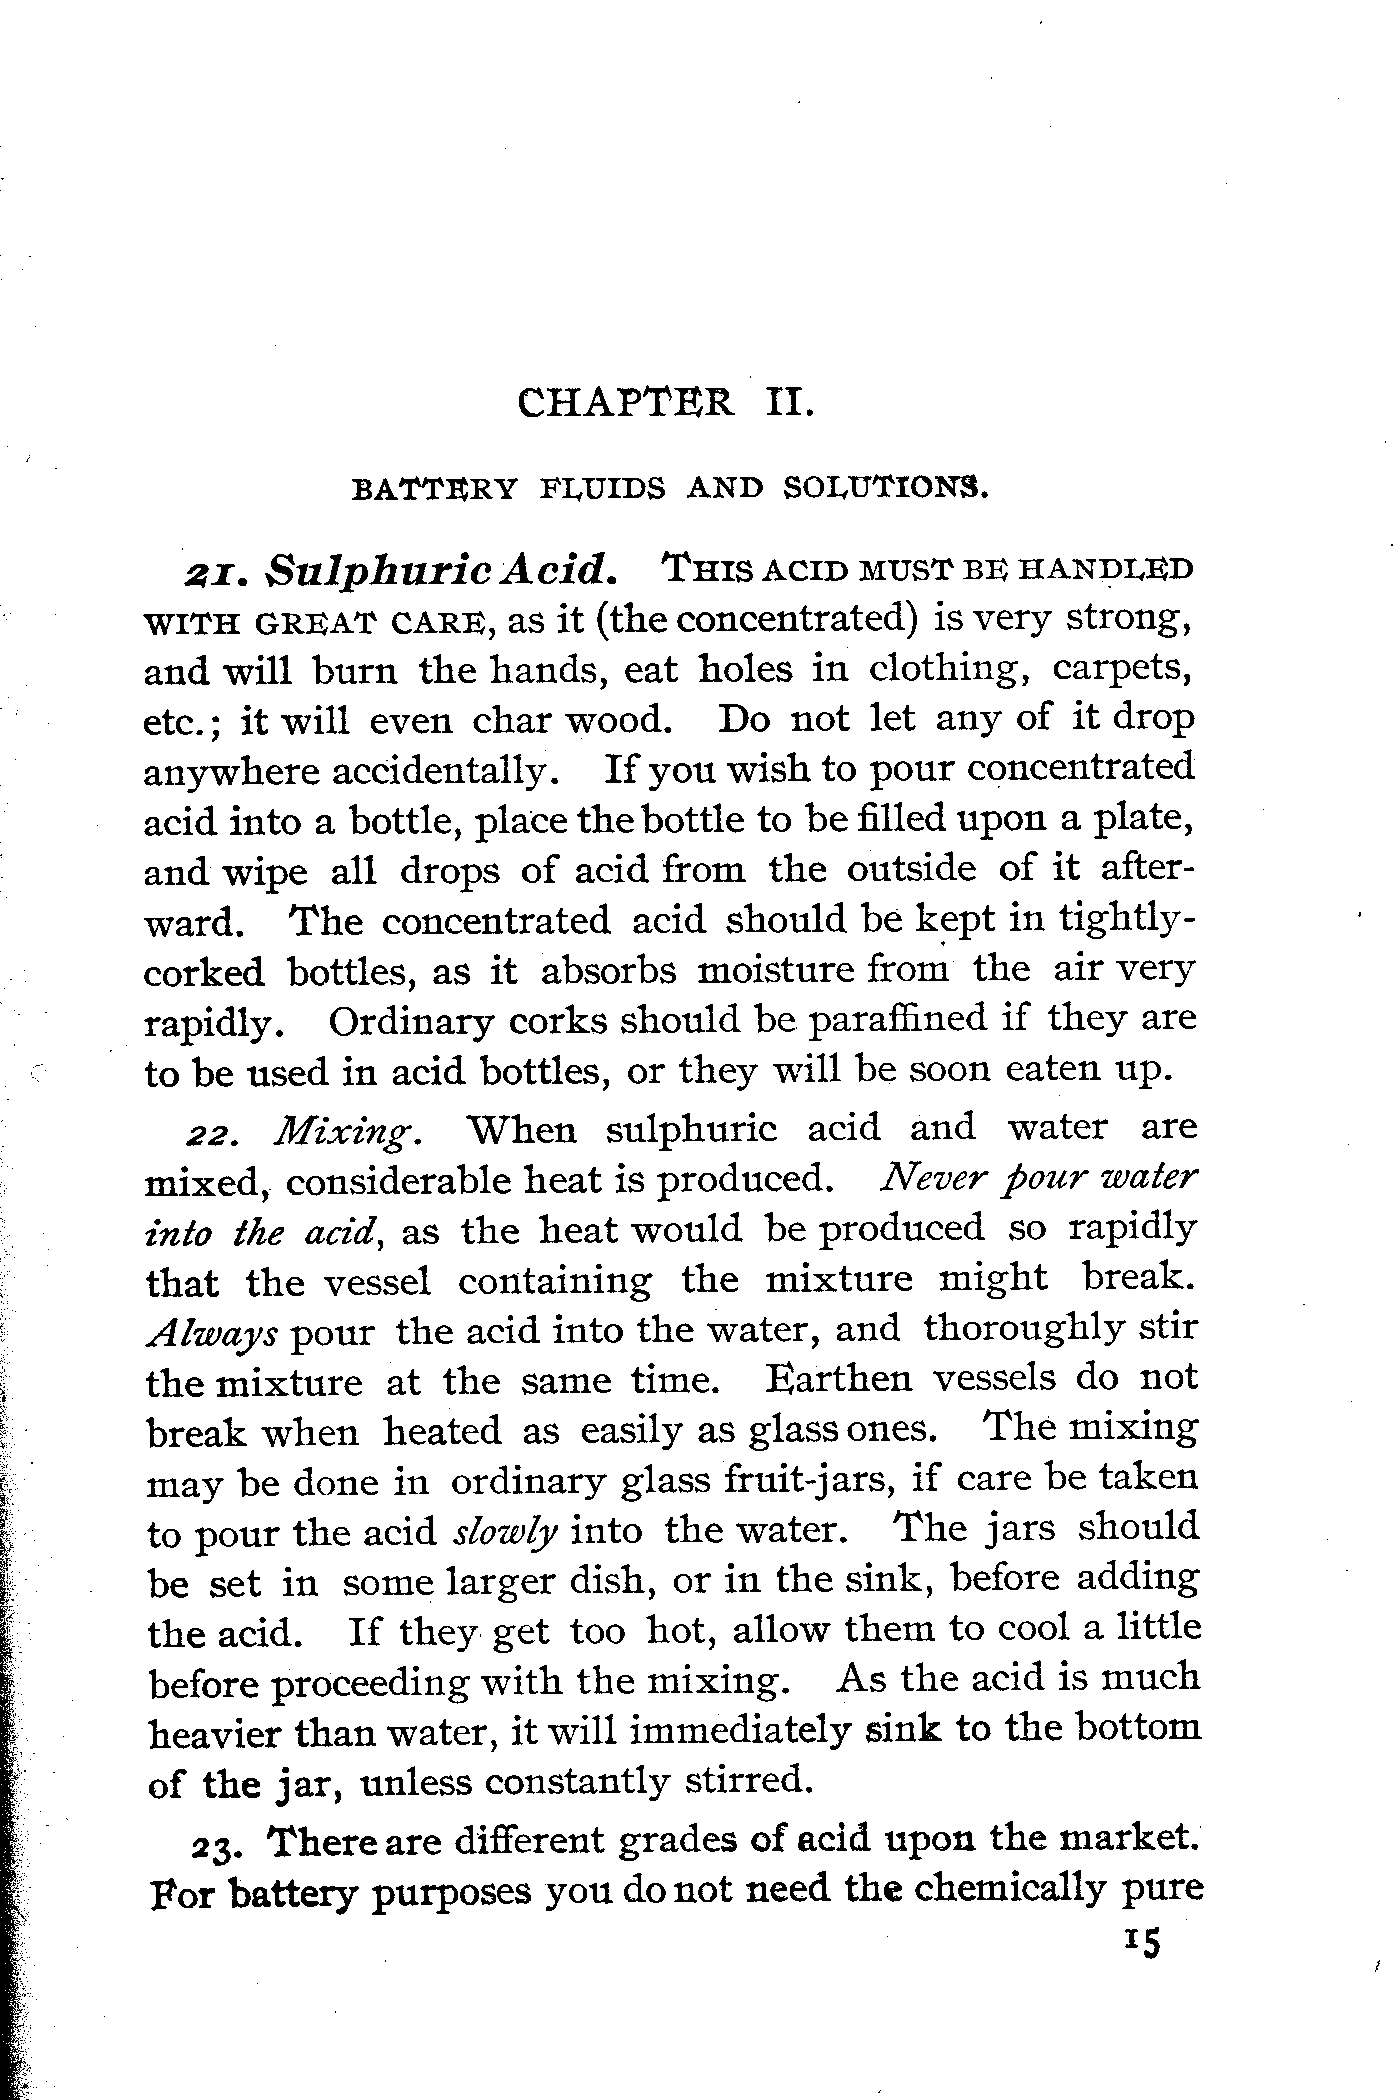 CHAPTER II.
BATTERY FLUIDS AND SOLUTIONS.
21. Sulphuric Acid. THIS ACID MUST BE HANDLED
WITH GREAT CARE, as it (the concentrated) is very strong,
and will burn the hands, eat holes in clothing, carpets,
etc.; it will even char wood. Do not let any of it drop
anywhere accidentally. If you wish to pour concentrated
acid into a bottle, place the bottle to be filled upon a plate,
and wipe all drops of acid from the outside of it after-
ward. The concentrated acid should be kept in tightly-
corked bottles, as it absorbs moisture from the air very
rapidly. Ordinary corks should be paraffined if they are
to be used in acid bottles, or they will be soon eaten up.
22. Mixing. When sulphuric acid and water are
mixed, considerable heat is produced. Never pour water
into the acid, as the heat would be produced so rapidly
that the vessel containing the mixture might break.
Always pour the acid into the water, and thoroughly stir
the mixture at the same time. Earthen vessels do not
break when heated as easily as glass ones. The mixing
may be done in ordinary glass fruit-jars, if care be taken
to pour the acid slowly into the water. The jars should
be set in some larger dish, or in the sink, before adding
the acid. If they get too hot, allow them to cool a little
before proceeding with the mixing. As the acid is much
heavier than water, it will immediately sink to the bottom
of the jar, unless constantly stirred.
23. There are different grades of acid upon the market.
For battery purposes you do not need the chemically pure
15